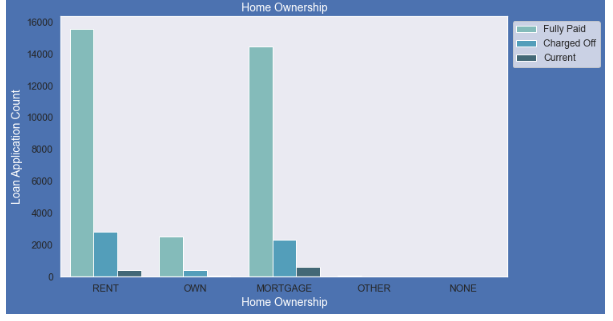 Home Ownership
Fully Paid
Charged Off
Current
Loan Application Count
16000
14000
12000
10000
8000
6000
4000
2000
0
RENT OWN MORTGAGE OTHER NONE
Home Ownership